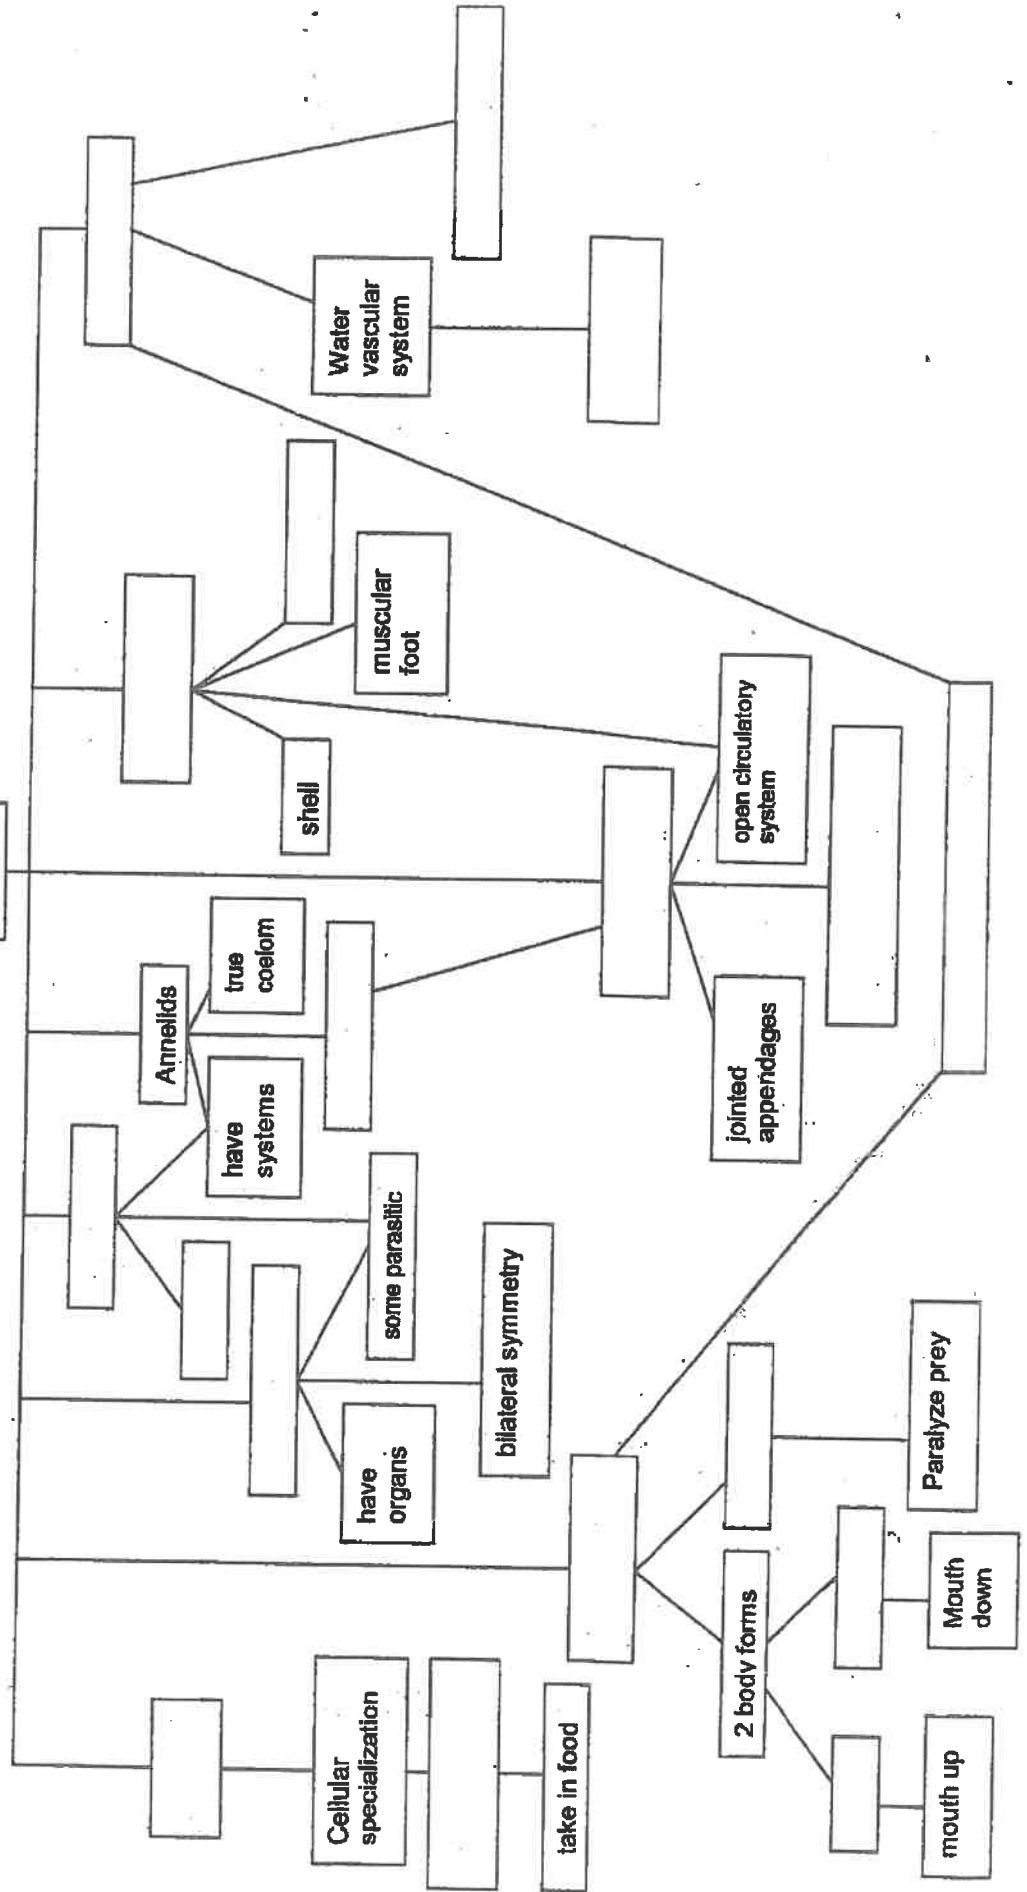 Annelids
have
systems
true
coelom
shell
muscular
foot
Water
vascular
system
Cellular
specialization
take in food
have
organs
some parasitic
bilateral symmetry
2 body forms
mouth up
Mouth
down
Paralyze prey
jointed
appendages
open circulatory
system